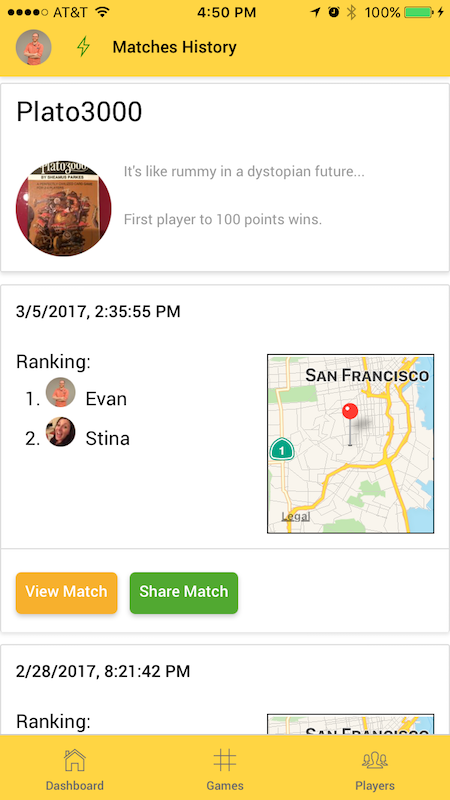 AT&T 4:50 PM 100%
Matches History
Plato3000
Plato3000
BY SHEAMUS PARKES
It's like rummy in a dystopian future...
First player to 100 points wins.
3/5/2017, 2:35:55 PM
Ranking:
1. Evan
2. Stina
SAN FRANCISCO
1
Legal
View Match Share Match
2/28/2017, 8:21:42 PM
Ranking:
SAN FRANCISCO
Dashboard Games Players